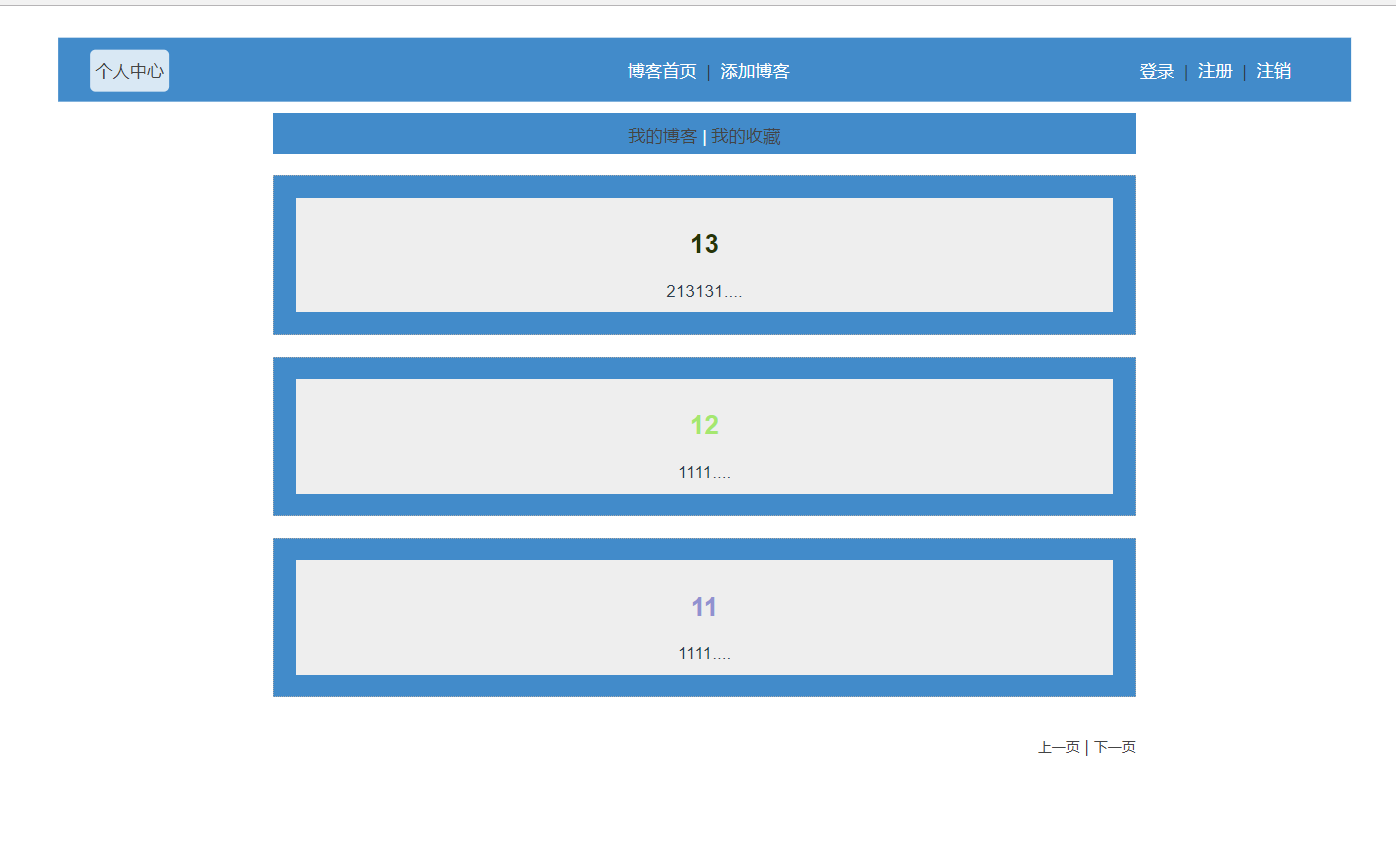 个人中心 博客首页 | 添加博客 登录 | 注册 | 注销
我的博客 | 我的收藏
13
213131....
12
1111....
11
1111....
上一页 | 下一页